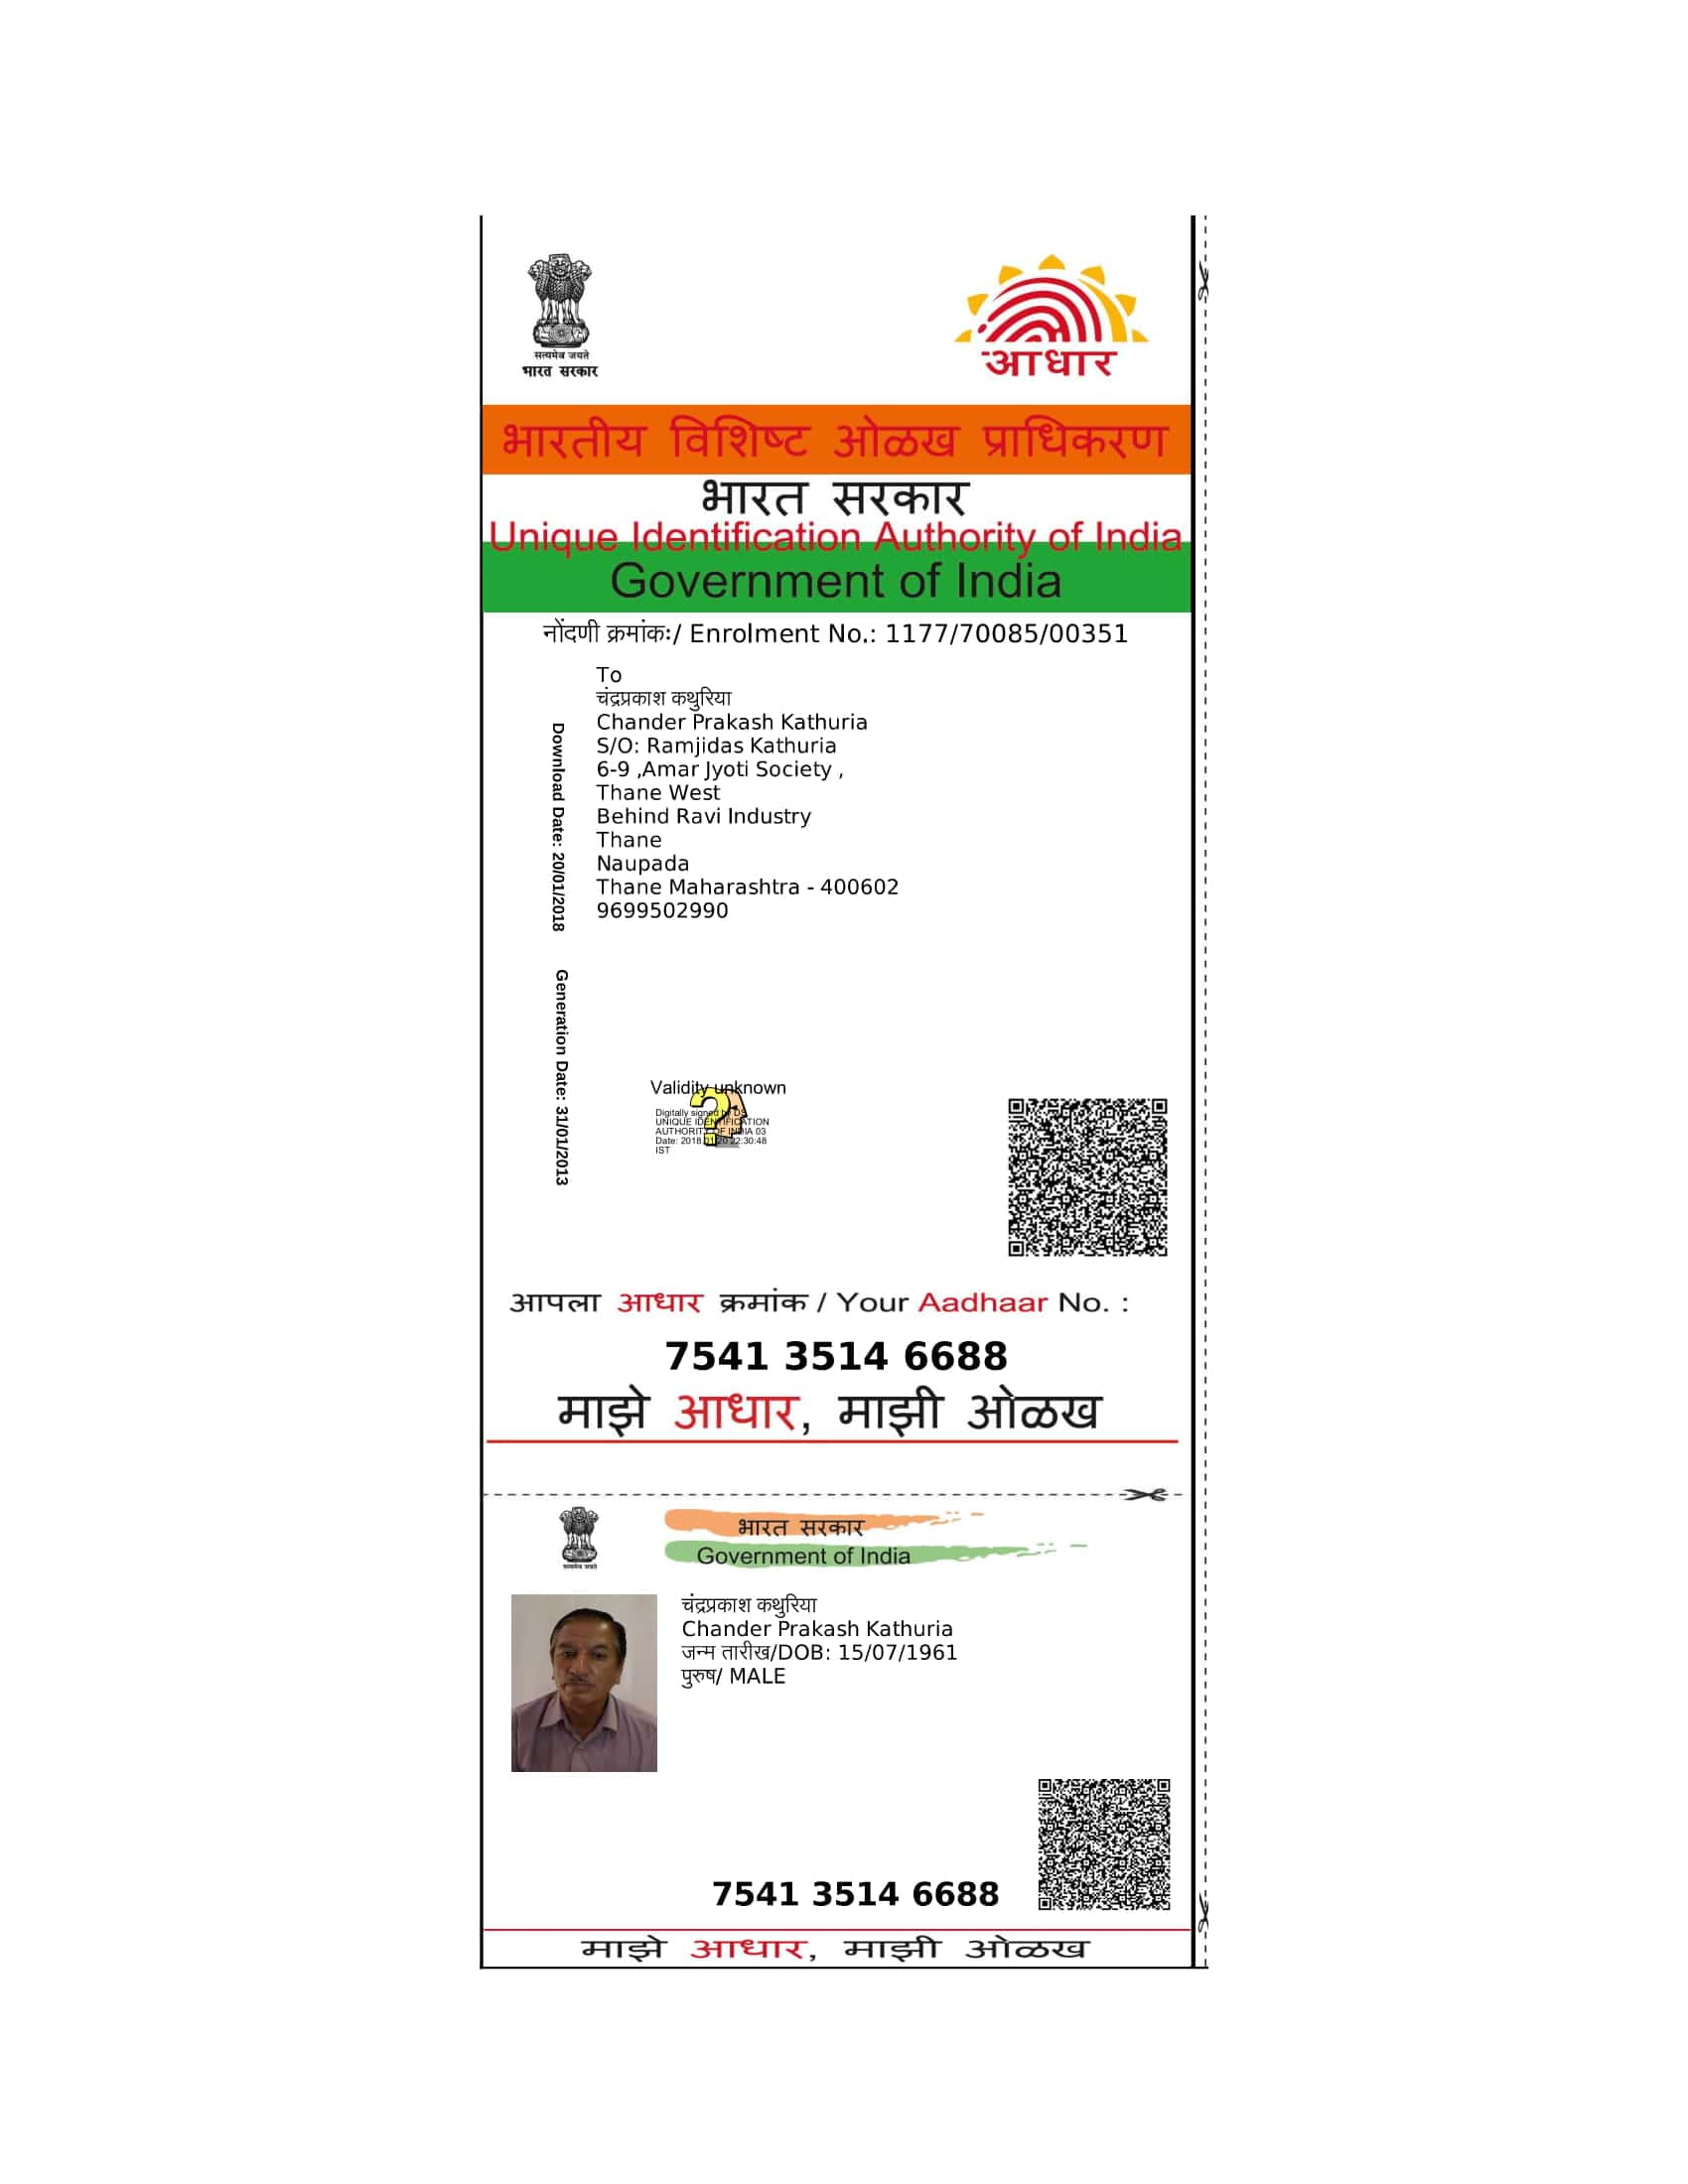 सत्यमेव जयते
भारत सरकार
आधार
भारतीय विशिष्ट ओळख प्राधिकरण
भारत सरकार
Unique Identification Authority of India
Government of India
नोंदणी क्रमांकः/ Enrolment No.: 1177/70085/00351
To
चंद्रप्रकाश कथुरिया
Chander Prakash Kathuria
S/O: Ramjidas Kathuria
6-9 ,Amar Jyoti Society ,
Thane West
Behind Ravi Industry
Thane
Naupada
Thane Maharashtra - 400602
9699502990
Download Date: 20/01/2018
Generation Date: 31/01/2013
Validity unknown
Digitally signed by DS
UNIQUE IDENTIFICATION
AUTHORITY OF INDIA 03
Date: 2018.01.20 22:30:48
IST
आपला आधार क्रमांक / Your Aadhaar No. :
7541 3514 6688
माझे आधार, माझी ओळख
सत्यमेव जयते
भारत सरकार
Government of India
चंद्रप्रकाश कथुरिया
Chander Prakash Kathuria
जन्म तारीख/DOB: 15/07/1961
पुरुष/ MALE
7541 3514 6688
माझे आधार, माझी ओळख